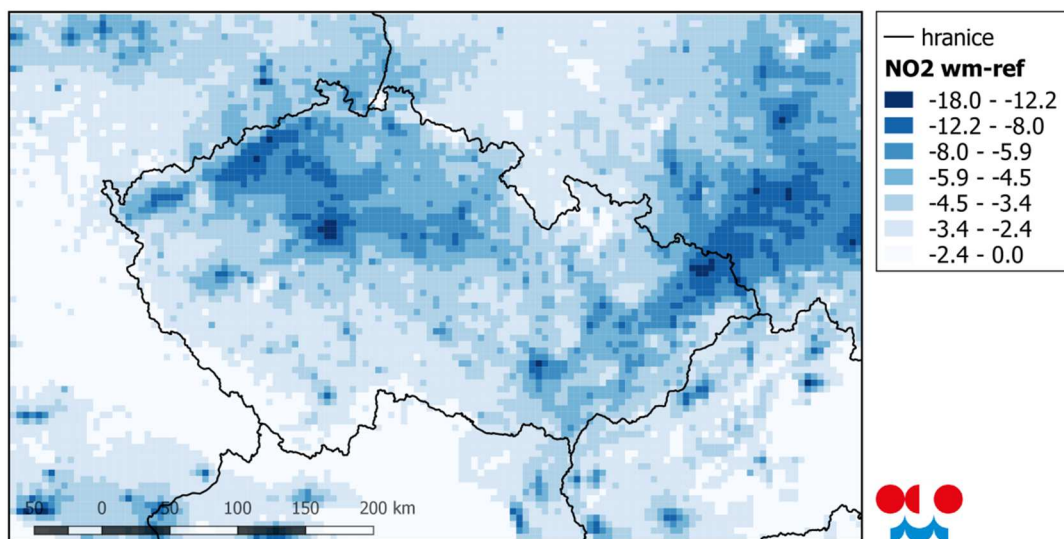 hranice
NO2 wm-ref
-18.0 - -12.2
-12.2 - -8.0
-8.0 - -5.9
-5.9 - -4.5
-4.5 - -3.4
-3.4 - -2.4
-2.4 - 0.0
50 0 50 100 150 200 km